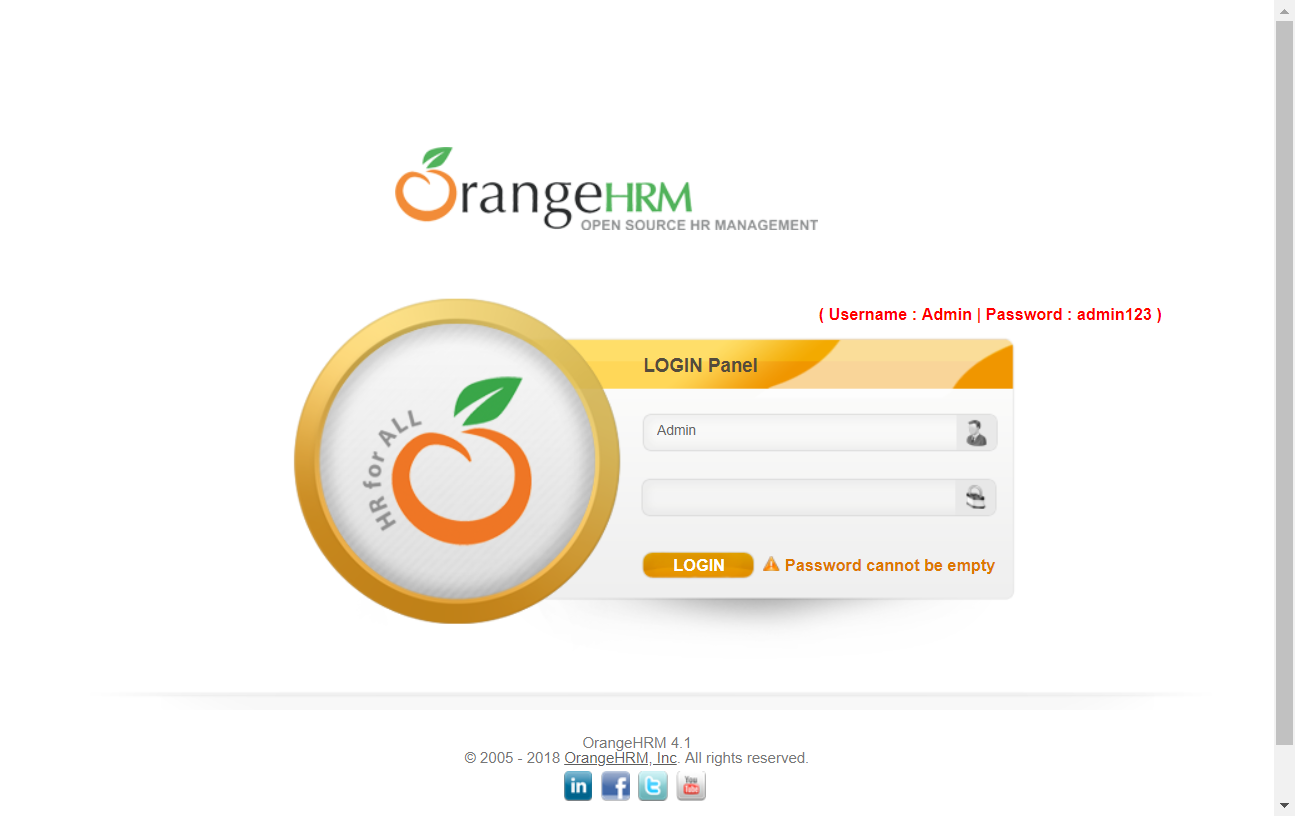 OrangeHRM
OPEN SOURCE HR MANAGEMENT
( Username : Admin | Password : admin123 )
LOGIN Panel
HR for ALL
Admin
LOGIN
Password cannot be empty
OrangeHRM 4.1
© 2005 - 2018 OrangeHRM, Inc. All rights reserved.
in f t You Tube